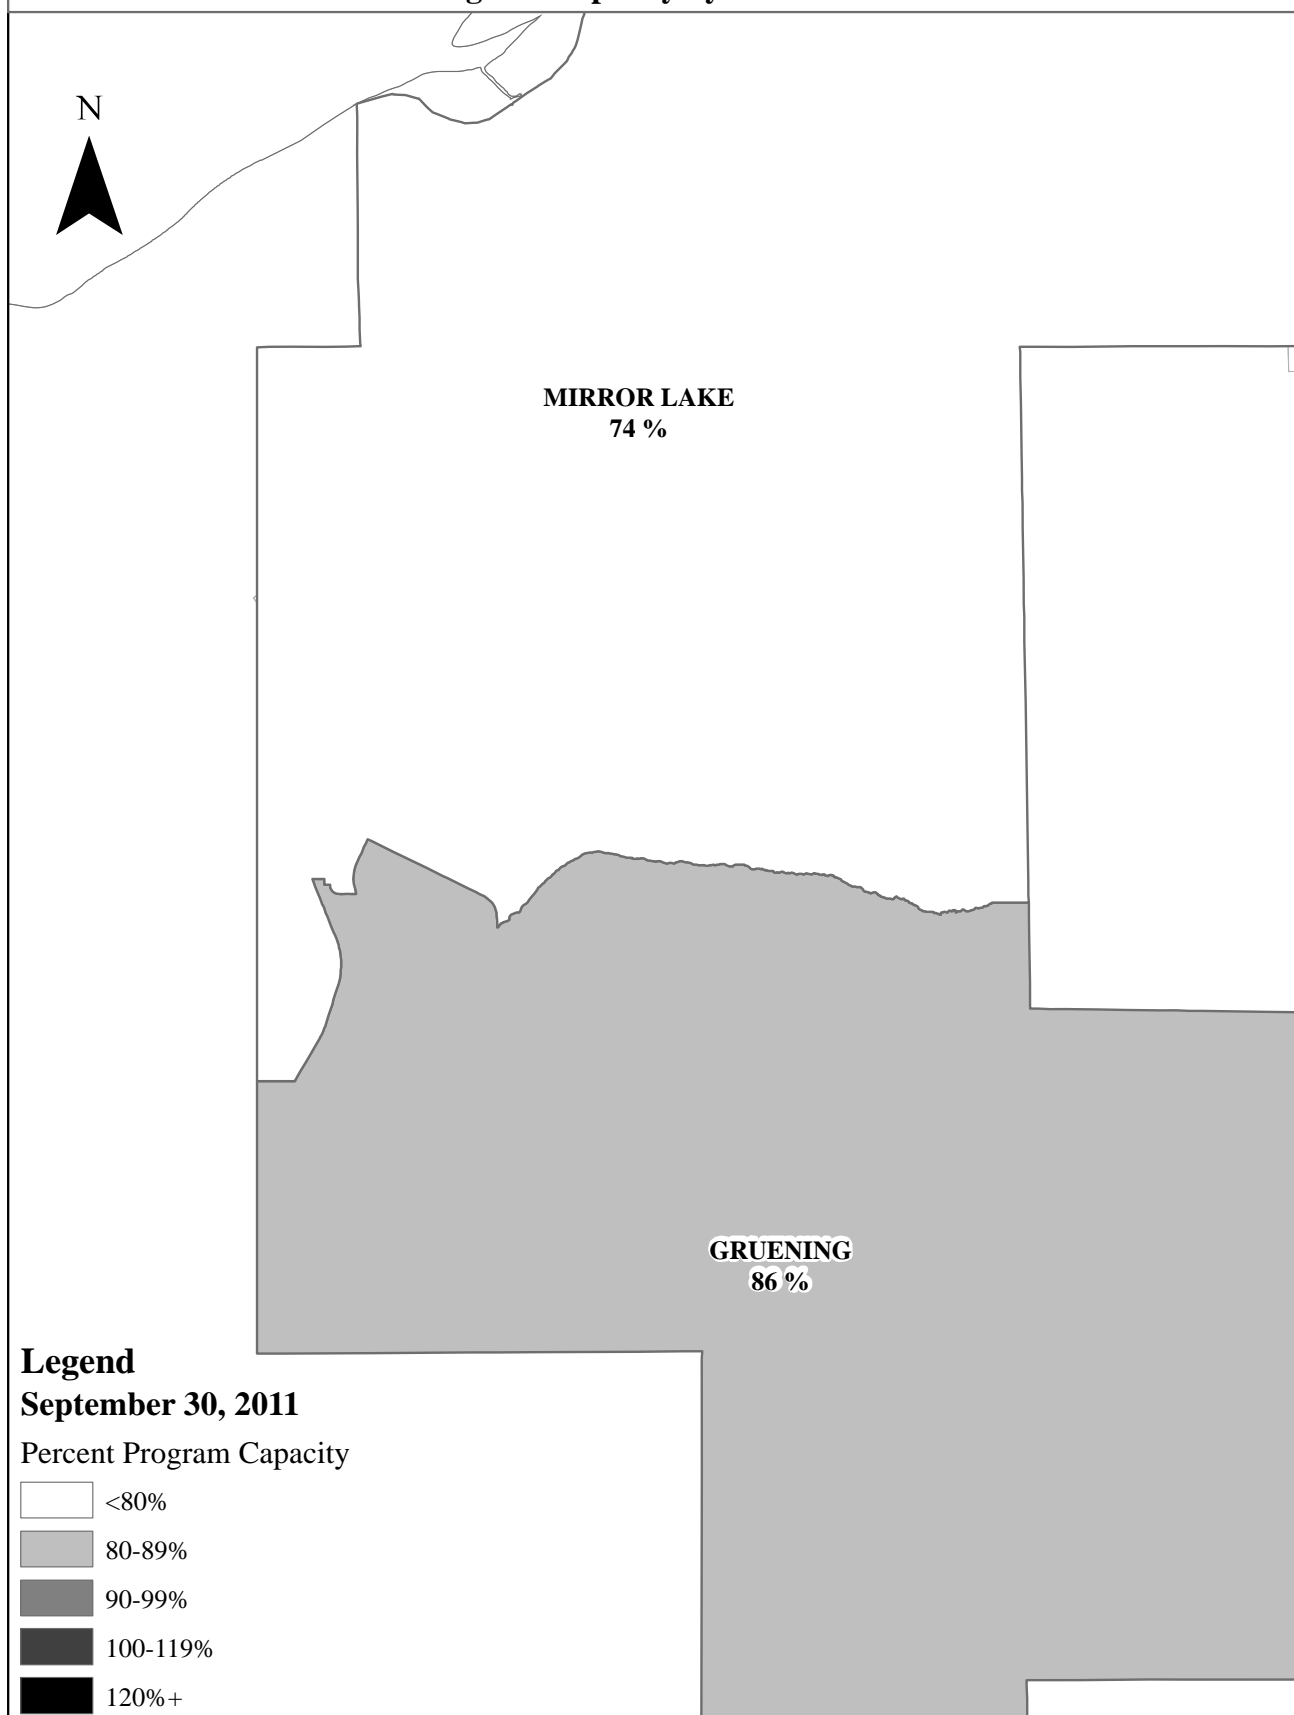 N
MIRROR LAKE
74 %
GRUENING
86 %
Legend
September 30, 2011
Percent Program Capacity
<80%
80-89%
90-99%
100-119%
120%+